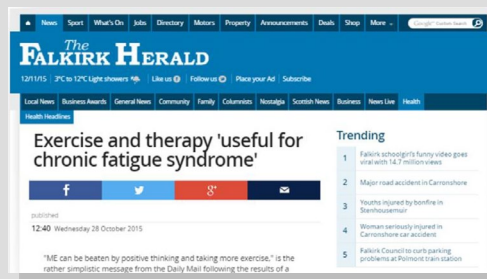 News Sport What's On Jobs Directory Motors Property Announcements Deals Shop More
The
FALKIRK HERALD
12/11/15 3°C to 12°C Light showers Like us Follow us Place your Ad Subscribe
Local News Business Awards General News Community Family Columnists Nostalgia Scottish News Business News Live Health
Health Headlines
Exercise and therapy 'useful for
chronic fatigue syndrome'
published
12:40 Wednesday 28 October 2015
"ME can be beaten by positive thinking and taking more exercise," is the
rather simplistic message from the Daily Mail following the results of a
Trending
1 Falkirk schoolgirl's funny video goes
viral with 14.7 million views
2 Major road accident in Carronshore
3 Youths injured by bonfire in
Stenhousemuir
4 Woman seriously injured in
Carronshore car accident
5 Falkirk Council to curb parking
problems at Polmont train station